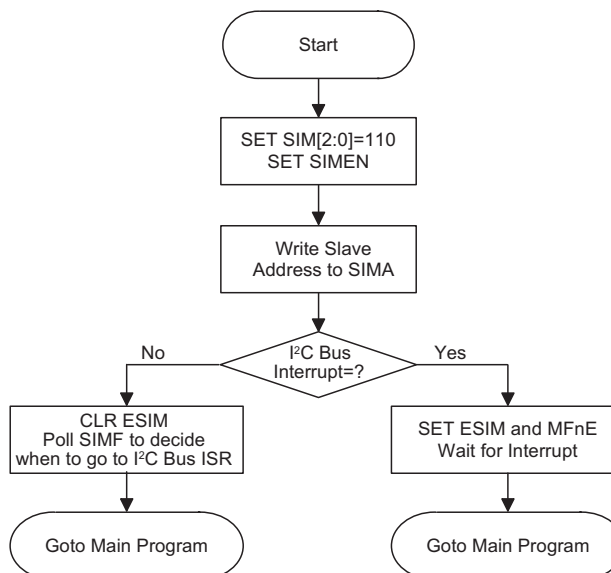 Start
SET SIM[2:0]=110
SET SIMEN
Write Slave
Address to SIMA
I²C Bus
Interrupt=?
No
Yes
CLR ESIM
Poll SIMF to decide
when to go to I²C Bus ISR
SET ESIM and MFnE
Wait for Interrupt
Goto Main Program
Goto Main Program